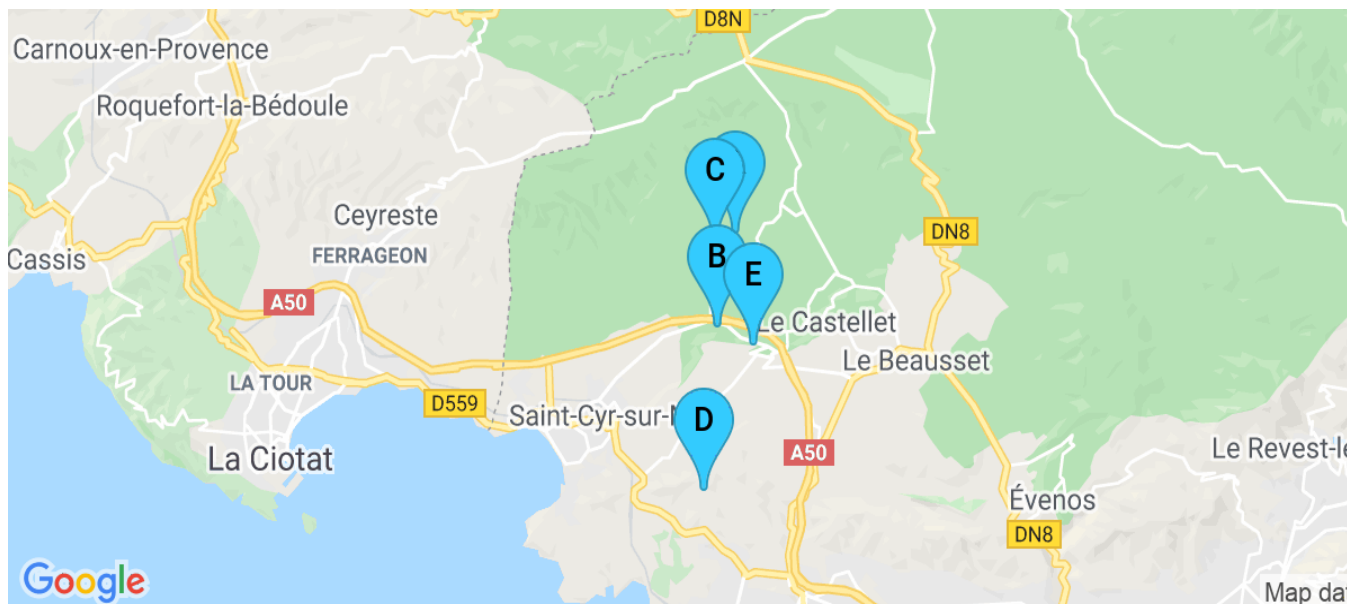 D8N
Carnoux-en-Provence
Roquefort-la-Bédoule
C
Ceyreste
DN8
FERRAGEON
Cassis
B
E
A50
Le Castellet
Le Beausset
LA TOUR
D559
Saint-Cyr-sur-
D
La Ciotat
A50
Le Revest-le
Évenos
DN8
Google
Map dat